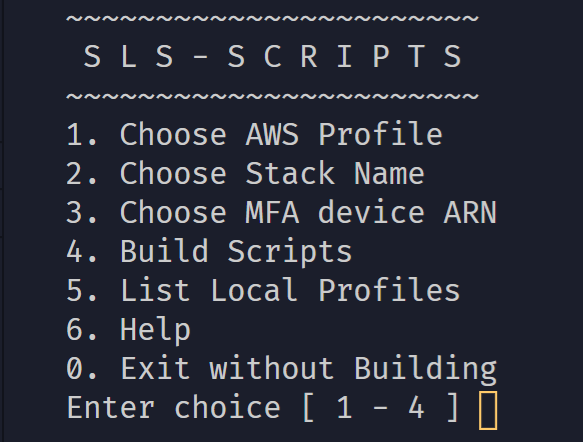 ~~~~~~~~~~~~~~~~~~~~~~~
S L S - S C R I P T S
~~~~~~~~~~~~~~~~~~~~~~~
1. Choose AWS Profile
2. Choose Stack Name
3. Choose MFA device ARN
4. Build Scripts
5. List Local Profiles
6. Help
0. Exit without Building
Enter choice [ 1 - 4 ]